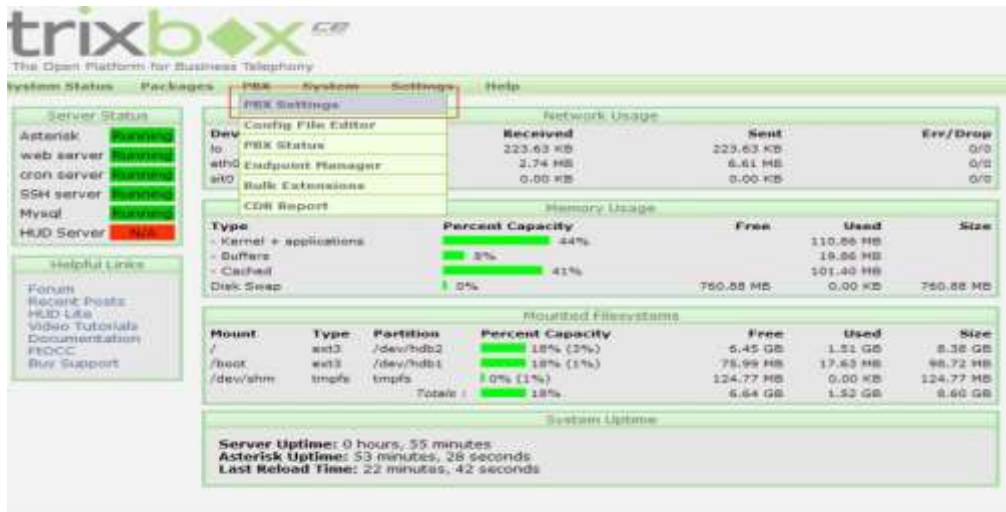 trixbox CE
The Open Platform for Business Telephony
System Status Packages PBX System Settings Help
PBX Settings
Config File Editor
PBX Status
Endpoint Manager
Bulk Extensions
CDR Report
Server Status
Asterisk Running
web server Running
cron server Running
SSH server Running
Mysql Running
HUD Server N/A
Helpful Links
Forum
Recent Posts
HUD Lite
Video Tutorials
Documentation
FtOCC
Buy Support
Network Usage
Dev Received Sent Err/Drop
lo 223.63 KB 223.63 KB 0/0
eth0 2.74 MB 6.61 MB 0/0
sit0 0.00 KB 0.00 KB 0/0
Memory Usage
Type Percent Capacity Free Used Size
- Kernel + applications 44% 110.86 MB
- Buffers 8% 19.86 MB
- Cached 41% 101.40 MB
Disk Swap 0% 760.88 MB 0.00 KB 760.88 MB
Mounted Filesystems
Mount Type Partition Percent Capacity Free Used Size
/ ext3 /dev/hdb2 18% (3%) 6.45 GB 1.51 GB 8.38 GB
/boot ext3 /dev/hdb1 18% (1%) 75.99 MB 17.63 MB 98.72 MB
/dev/shm tmpfs tmpfs 0% (1%) 124.77 MB 0.00 KB 124.77 MB
Totals : 18% 6.64 GB 1.52 GB 8.60 GB
System Uptime
Server Uptime: 0 hours, 55 minutes
Asterisk Uptime: 53 minutes, 28 seconds
Last Reload Time: 22 minutes, 42 seconds